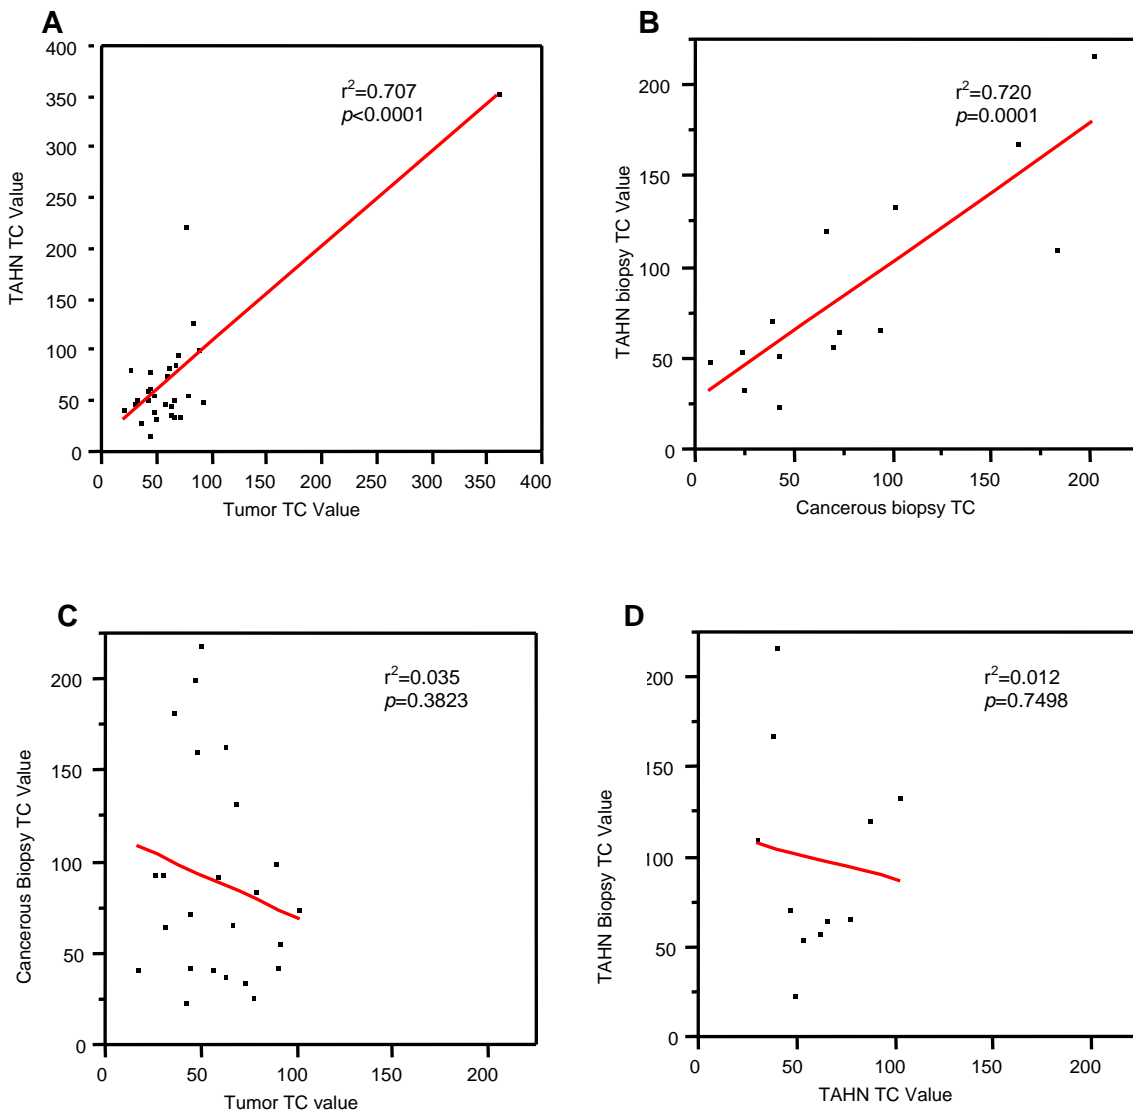 A
400
350
300
250
200
150
100
50
0
TAHN TC Value
r²=0.707
p<0.0001
0 50 100 150 200 250 300 350 400
Tumor TC Value
B
200
150
100
50
0
TAHN biopsy TC Value
r²=0.720
p=0.0001
0 50 100 150 200
Cancerous biopsy TC
C
200
150
100
50
0
Cancerous Biopsy TC Value
r²=0.035
p=0.3823
0 50 100 150 200
Tumor TC value
D
200
150
100
50
0
TAHN Biopsy TC Value
r²=0.012
p=0.7498
0 50 100 150 200
TAHN TC Value